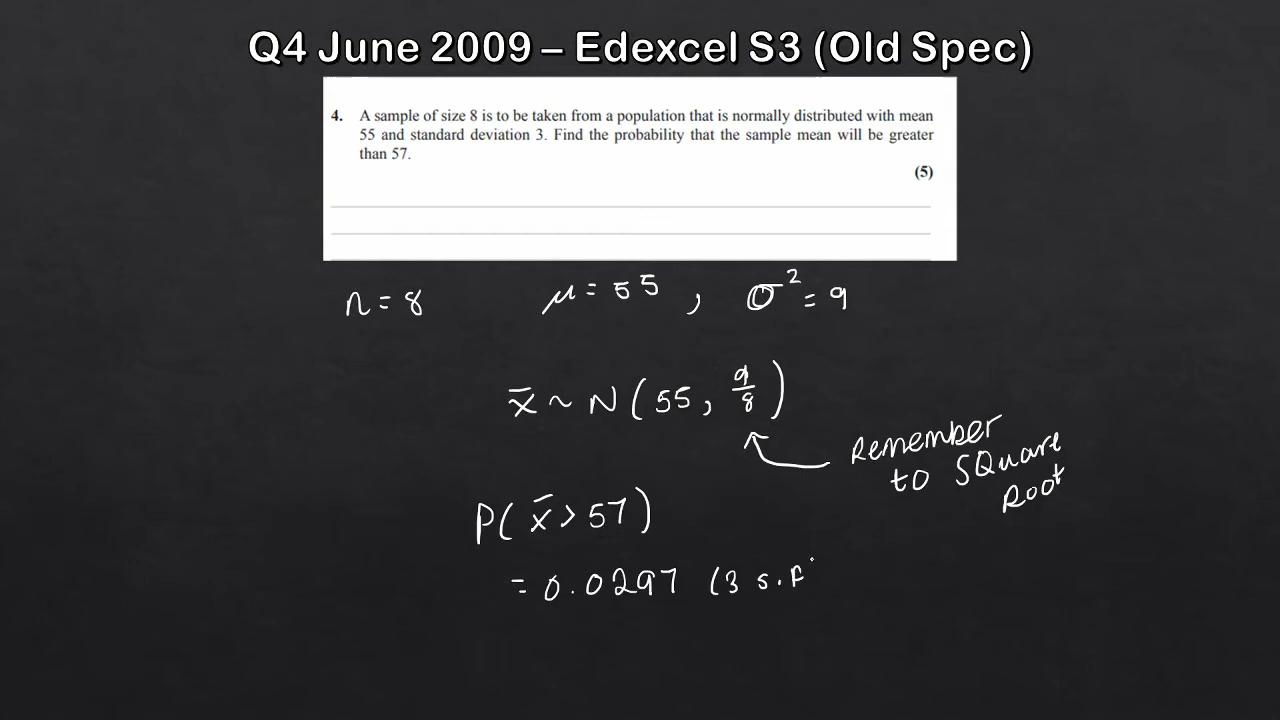 Q4 June 2009 – Edexcel S3 (Old Spec)
4. A sample of size 8 is to be taken from a population that is normally distributed with mean
55 and standard deviation 3. Find the probability that the sample mean will be greater
than 57.
(5)
n = 8 μ = 55 , σ² = 9
x̄ ~ N ( 55 , 9/8 )
Remember
to SQuare
Root
P( x̄ > 57 )
= 0.0297 (3 s.f.